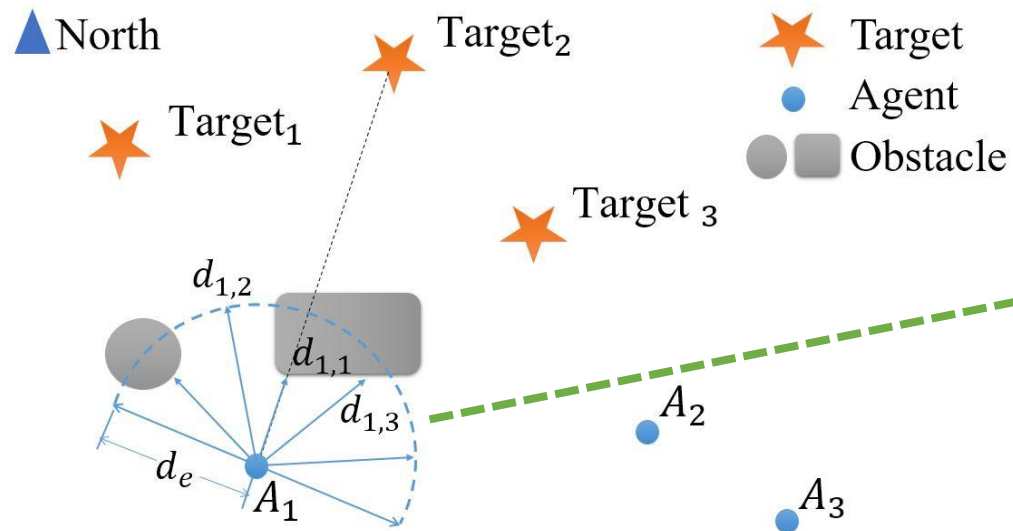 North
Target₂
Target
Agent
Target₁
Obstacle
Target ₃
d₁,₂
d₁,₁
d₁,₃
A₂
dₑ
A₁
A₃